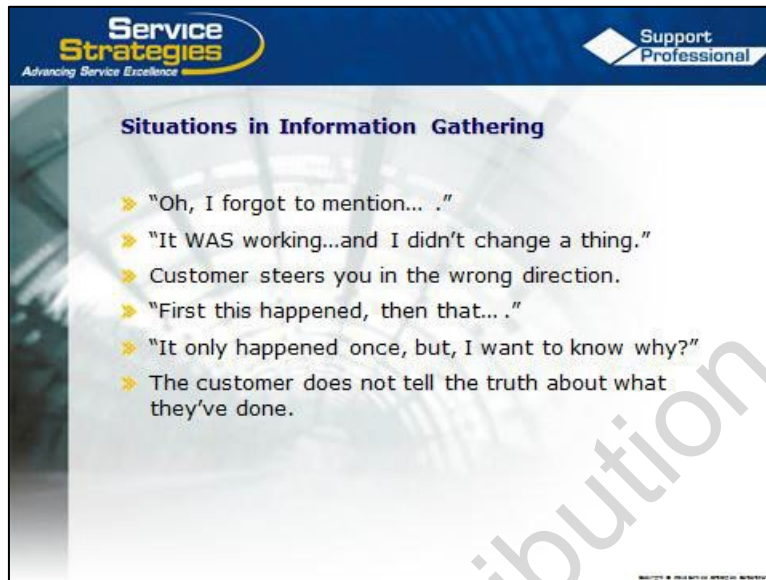 Service
Strategies
Advancing Service Excellence
Support
Professional
Situations in Information Gathering
“Oh, I forgot to mention... .”
“It WAS working...and I didn’t change a thing.”
Customer steers you in the wrong direction.
“First this happened, then that... .”
“It only happened once, but, I want to know why?”
The customer does not tell the truth about what
they’ve done.